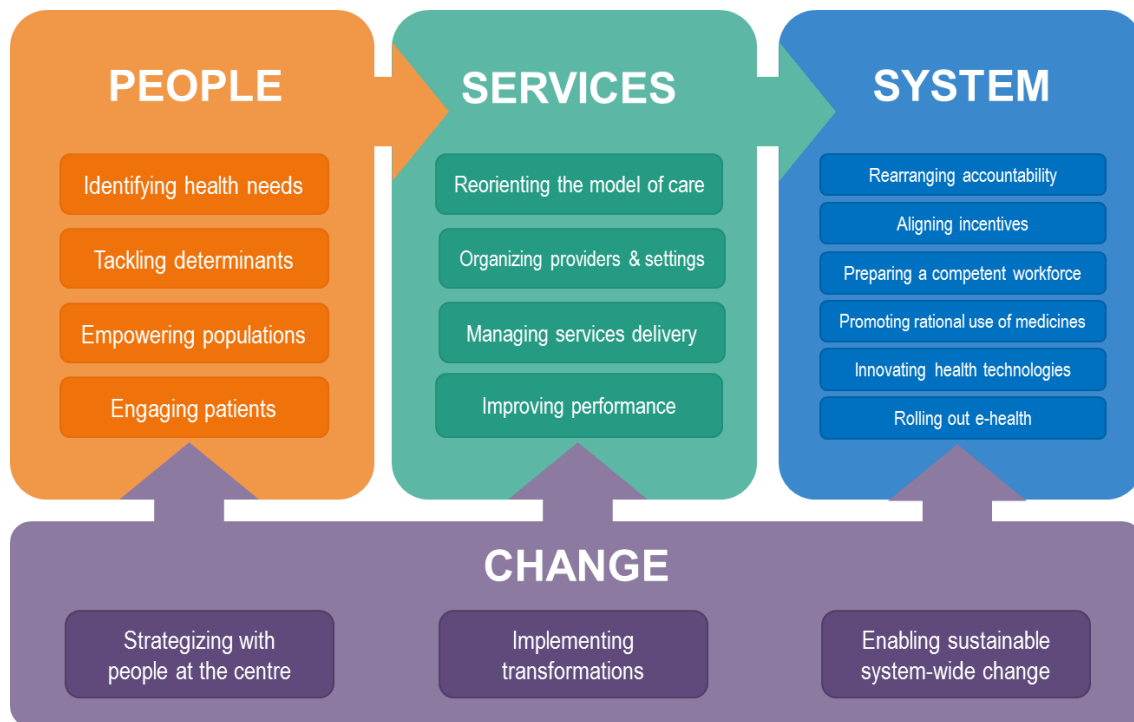 PEOPLE
Identifying health needs
Tackling determinants
Empowering populations
Engaging patients
SERVICES
Reorienting the model of care
Organizing providers & settings
Managing services delivery
Improving performance
SYSTEM
Rearranging accountability
Aligning incentives
Preparing a competent workforce
Promoting rational use of medicines
Innovating health technologies
Rolling out e-health
CHANGE
Strategizing with
people at the centre
Implementing
transformations
Enabling sustainable
system-wide change